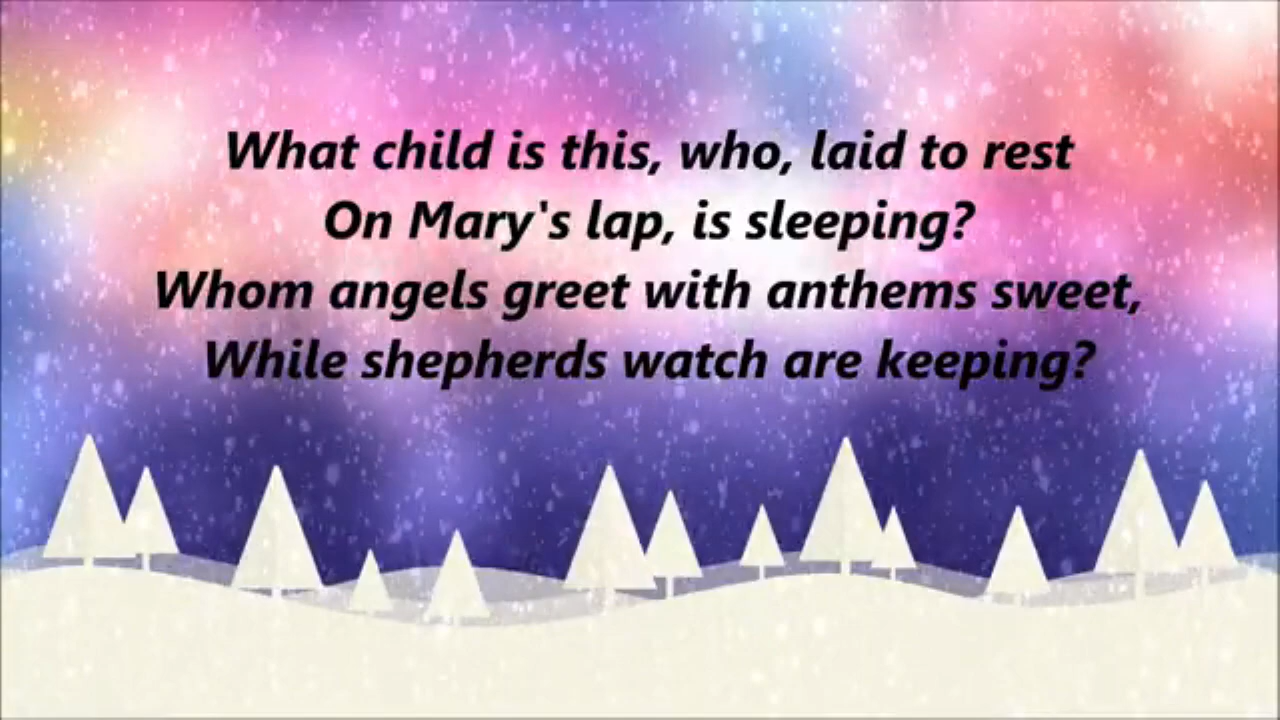 What child is this, who, laid to rest
On Mary's lap, is sleeping?
Whom angels greet with anthems sweet,
While shepherds watch are keeping?